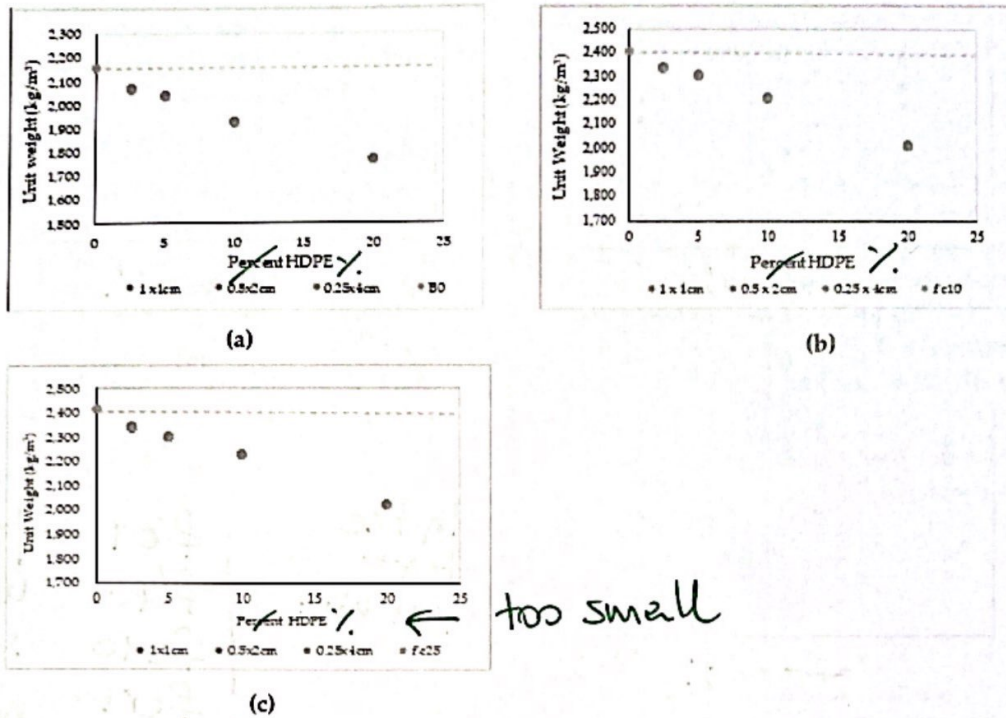 2,300
2,200
2,100
2,000
1,900
1,800
1,700
1,600
1,500
Unit weight (kg/m³)
0 5 10 15 20 25
Percent HDPE %
• 1 x1cm • 0.5x2cm • 0.25x4cm • B0
(a)
2,500
2,400
2,300
2,200
2,100
2,000
1,900
1,800
1,700
Unit Weight (kg/m³)
0 5 10 15 20 25
Percent HDPE %
• 1 x 1cm • 0.5 x 2cm • 0.25 x 4cm • f'c10
(b)
2,500
2,400
2,300
2,200
2,100
2,000
1,900
1,800
1,700
Unit Weight (kg/m³)
0 5 10 15 20 25
Percent HDPE % ← too small
• 1x1cm • 0.5x2cm • 0.25x4cm • f'c25
(c)